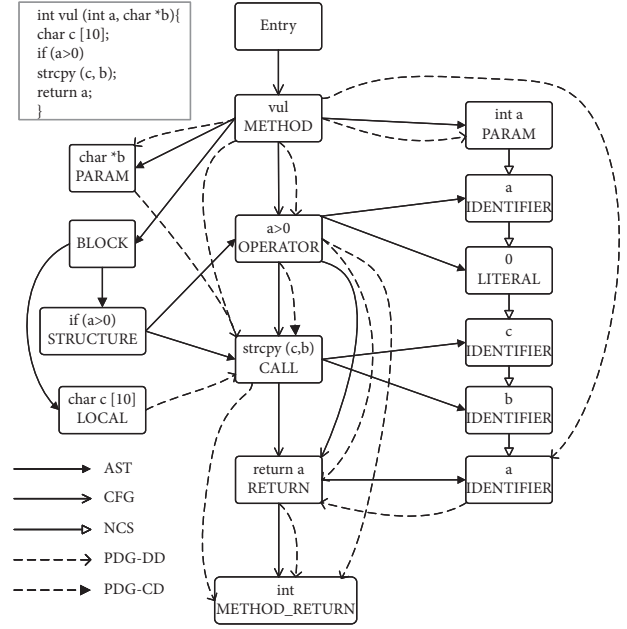 int vul (int a, char *b){
char c [10];
if (a>0)
strcpy (c, b);
return a;
}
Entry
vul
METHOD
int a
PARAM
char *b
PARAM
a
IDENTIFIER
BLOCK
a>0
OPERATOR
0
LITERAL
if (a>0)
STRUCTURE
c
IDENTIFIER
strcpy (c,b)
CALL
char c [10]
LOCAL
b
IDENTIFIER
return a
RETURN
a
IDENTIFIER
int
METHOD_RETURN
AST
CFG
NCS
PDG-DD
PDG-CD